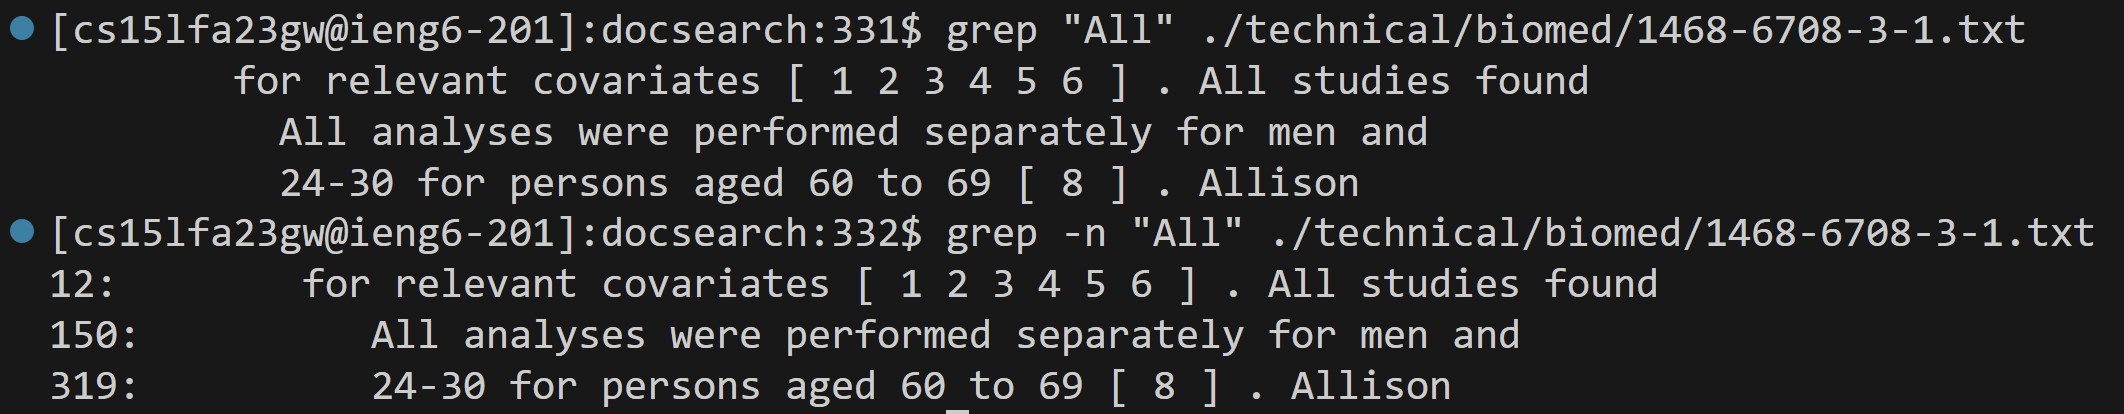 [cs15lfa23gw@ieng6-201]:docsearch:331$ grep "All" ./technical/biomed/1468-6708-3-1.txt
for relevant covariates [ 1 2 3 4 5 6 ] . All studies found
All analyses were performed separately for men and
24-30 for persons aged 60 to 69 [ 8 ] . Allison
[cs15lfa23gw@ieng6-201]:docsearch:332$ grep -n "All" ./technical/biomed/1468-6708-3-1.txt
12:        for relevant covariates [ 1 2 3 4 5 6 ] . All studies found
150:          All analyses were performed separately for men and
319:          24-30 for persons aged 60 to 69 [ 8 ] . Allison